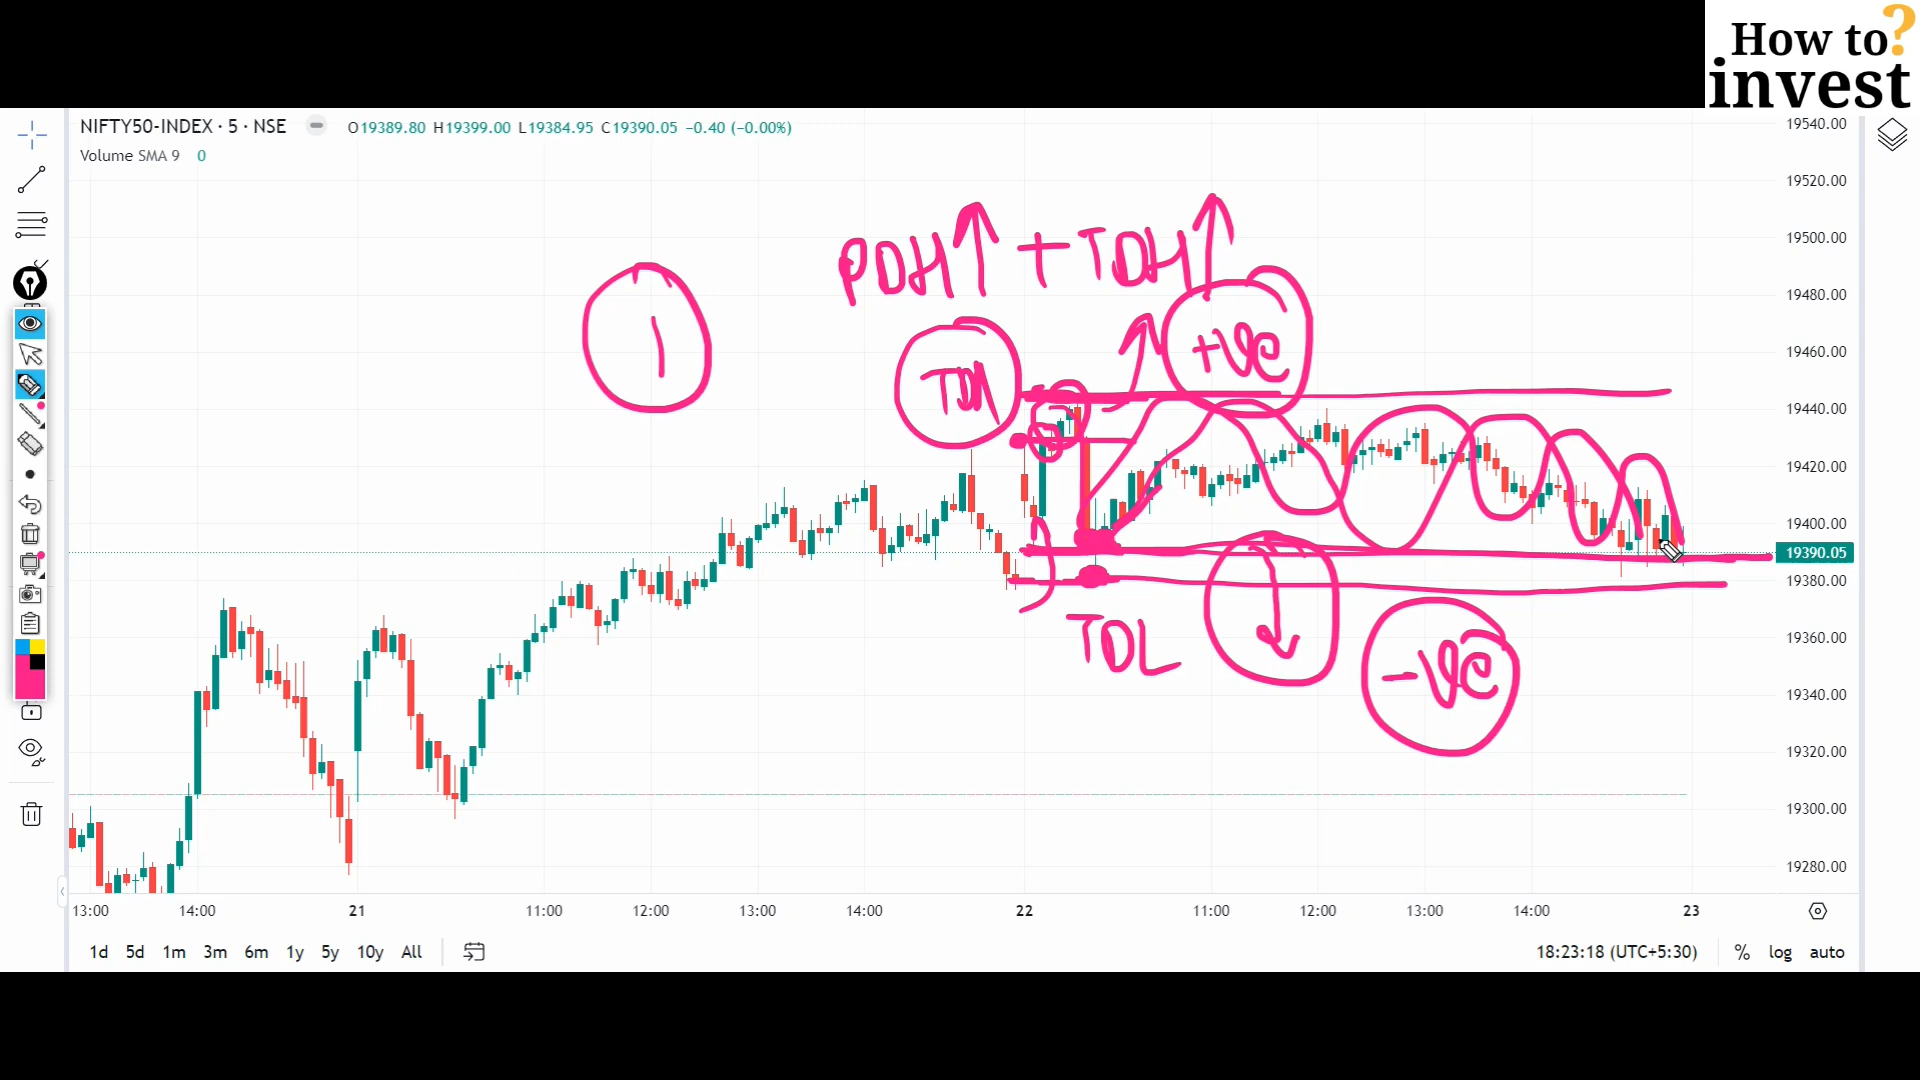 How to?
invest
NIFTY50-INDEX · 5 · NSE O19389.80 H19399.00 L19384.95 C19390.05 −0.40 (−0.00%)
Volume SMA 9 0
19540.00
19520.00
19500.00
19480.00
19460.00
19440.00
19420.00
19400.00
19390.05
19380.00
19360.00
19340.00
19320.00
19300.00
19280.00
PDH↑ + TDH↑
1
TDH
+Ve
TDL
-Ve
13:00 14:00 21 11:00 12:00 13:00 14:00 22 11:00 12:00 13:00 14:00 23
1d 5d 1m 3m 6m 1y 5y 10y All 18:23:18 (UTC+5:30) % log auto